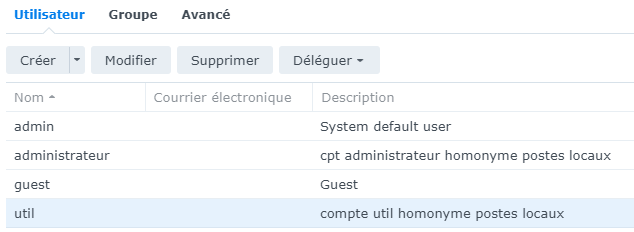 Utilisateur Groupe Avancé
Créer Modifier Supprimer Déléguer
Nom Courrier électronique Description
admin System default user
administrateur cpt administrateur homonyme postes locaux
guest Guest
util compte util homonyme postes locaux